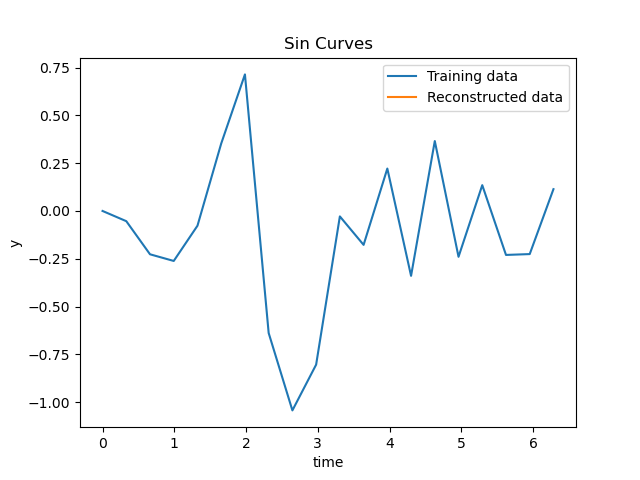 Sin Curves
Training data
Reconstructed data
0.75
0.50
0.25
0.00
−0.25
−0.50
−0.75
−1.00
y
0 1 2 3 4 5 6
time